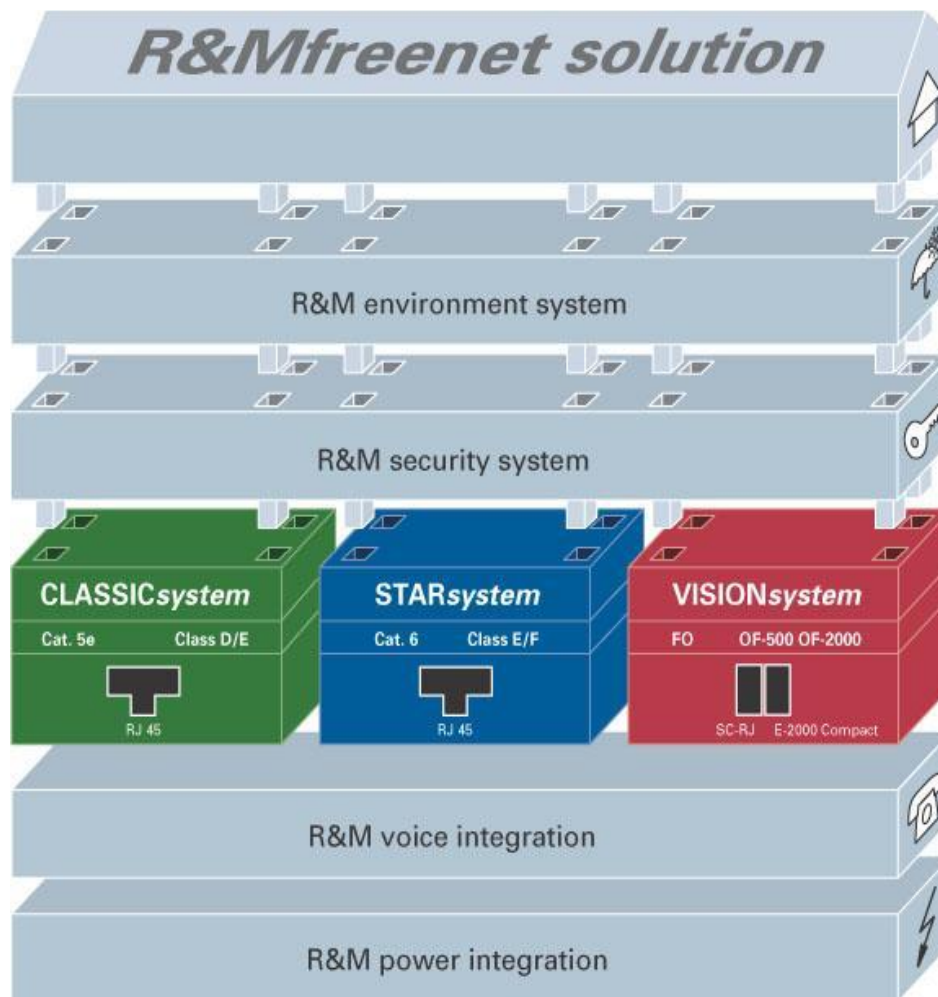 R&Mfreenet solution
R&M environment system
R&M security system
CLASSICsystem
Cat. 5e Class D/E
RJ 45
STARsystem
Cat. 6 Class E/F
RJ 45
VISIONsystem
FO OF-500 OF-2000
SC-RJ E-2000 Compact
R&M voice integration
R&M power integration